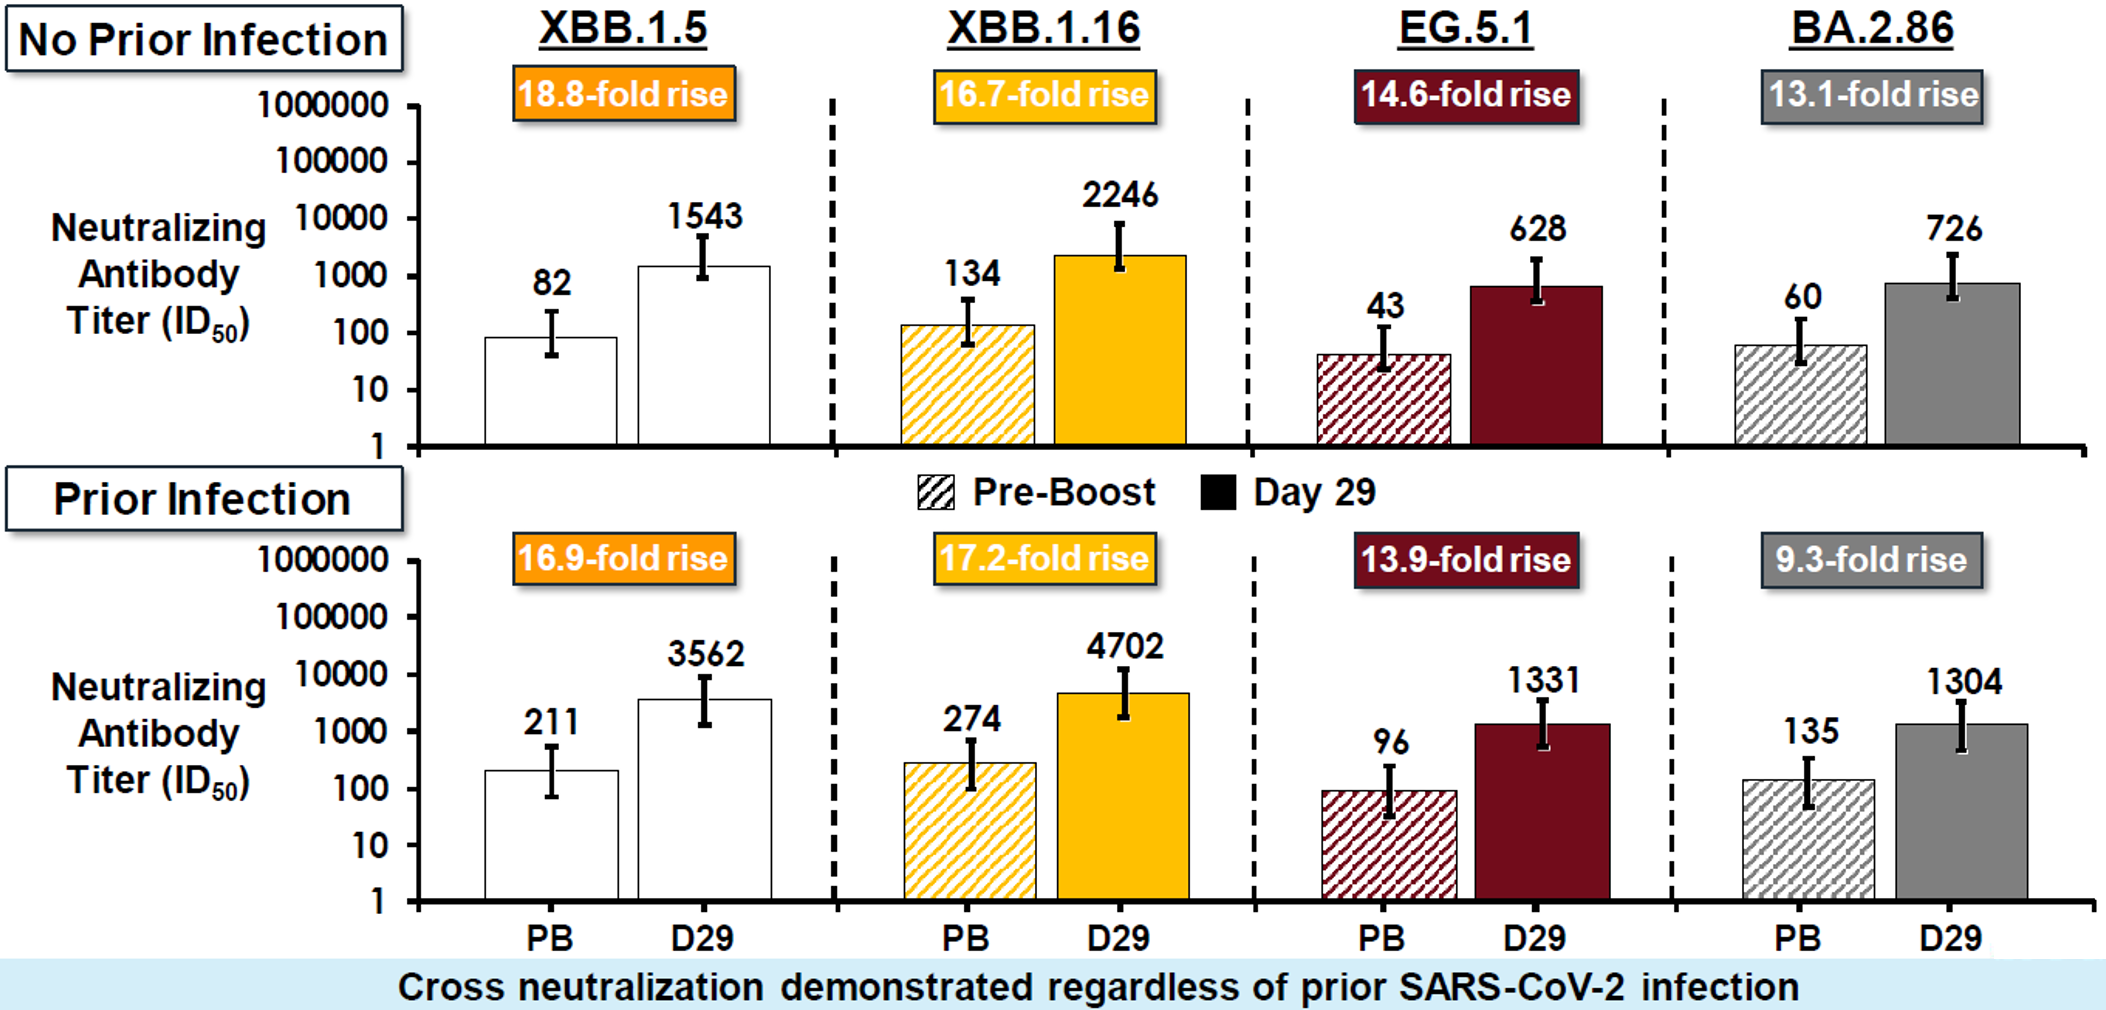 No Prior Infection
XBB.1.5
XBB.1.16
EG.5.1
BA.2.86
18.8-fold rise
16.7-fold rise
14.6-fold rise
13.1-fold rise
Neutralizing
Antibody
Titer (ID50)
1000000
100000
10000
1000
100
10
1
82
1543
134
2246
43
628
60
726
Pre-Boost
Day 29
Prior Infection
16.9-fold rise
17.2-fold rise
13.9-fold rise
9.3-fold rise
Neutralizing
Antibody
Titer (ID50)
1000000
100000
10000
1000
100
10
1
211
3562
274
4702
96
1331
135
1304
PB
D29
PB
D29
PB
D29
PB
D29
Cross neutralization demonstrated regardless of prior SARS-CoV-2 infection